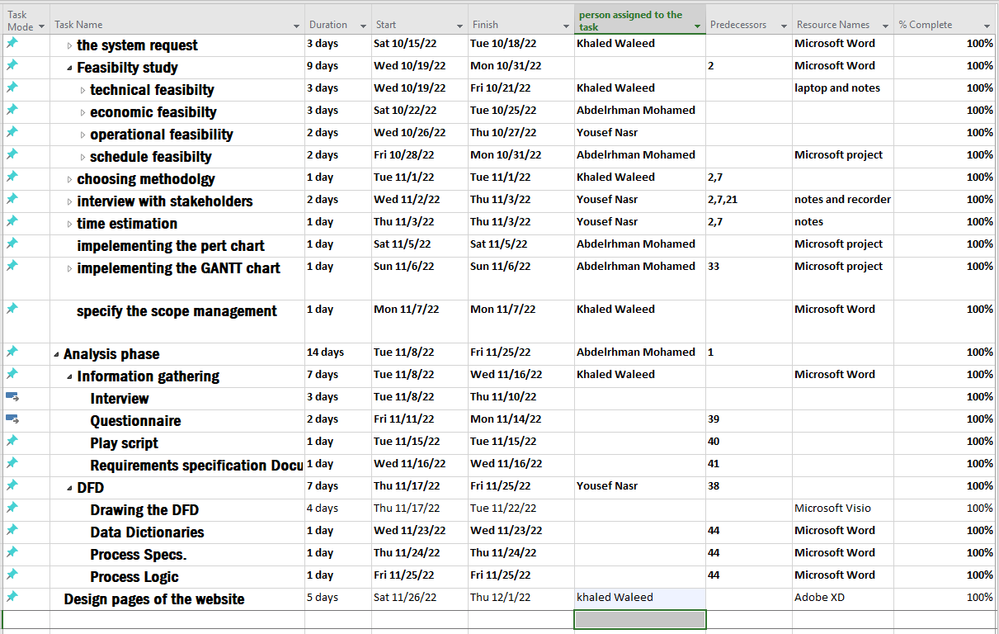 Task Mode Task Name Duration Start Finish person assigned to the task Predecessors Resource Names % Complete
the system request 3 days Sat 10/15/22 Tue 10/18/22 Khaled Waleed Microsoft Word 100%
Feasibilty study 9 days Wed 10/19/22 Mon 10/31/22 2 Microsoft Word 100%
technical feasibilty 3 days Wed 10/19/22 Fri 10/21/22 Khaled Waleed laptop and notes 100%
economic feasibilty 3 days Sat 10/22/22 Tue 10/25/22 Abdelrhman Mohamed 100%
operational feasibility 2 days Wed 10/26/22 Thu 10/27/22 Yousef Nasr 100%
schedule feasibilty 2 days Fri 10/28/22 Mon 10/31/22 Abdelrhman Mohamed Microsoft project 100%
choosing methodolgy 1 day Tue 11/1/22 Tue 11/1/22 Khaled Waleed 2,7 100%
interview with stakeholders 2 days Wed 11/2/22 Thu 11/3/22 Yousef Nasr 2,7,21 notes and recorder 100%
time estimation 1 day Thu 11/3/22 Thu 11/3/22 Yousef Nasr 2,7 notes 100%
impelementing the pert chart 1 day Sat 11/5/22 Sat 11/5/22 Abdelrhman Mohamed Microsoft project 100%
impelementing the GANTT chart 1 day Sun 11/6/22 Sun 11/6/22 Abdelrhman Mohamed 33 Microsoft project 100%
specify the scope management 1 day Mon 11/7/22 Mon 11/7/22 Khaled Waleed Microsoft Word 100%
Analysis phase 14 days Tue 11/8/22 Fri 11/25/22 Abdelrhman Mohamed 1 100%
Information gathering 7 days Tue 11/8/22 Wed 11/16/22 Khaled Waleed Microsoft Word 100%
Interview 3 days Tue 11/8/22 Thu 11/10/22 100%
Questionnaire 2 days Fri 11/11/22 Mon 11/14/22 39 100%
Play script 1 day Tue 11/15/22 Tue 11/15/22 40 100%
Requirements specification Docu 1 day Wed 11/16/22 Wed 11/16/22 41 100%
DFD 7 days Thu 11/17/22 Fri 11/25/22 Yousef Nasr 38 100%
Drawing the DFD 4 days Thu 11/17/22 Tue 11/22/22 Microsoft Visio 100%
Data Dictionaries 1 day Wed 11/23/22 Wed 11/23/22 44 Microsoft Word 100%
Process Specs. 1 day Thu 11/24/22 Thu 11/24/22 44 Microsoft Word 100%
Process Logic 1 day Fri 11/25/22 Fri 11/25/22 44 Microsoft Word 100%
Design pages of the website 5 days Sat 11/26/22 Thu 12/1/22 khaled Waleed Adobe XD 100%